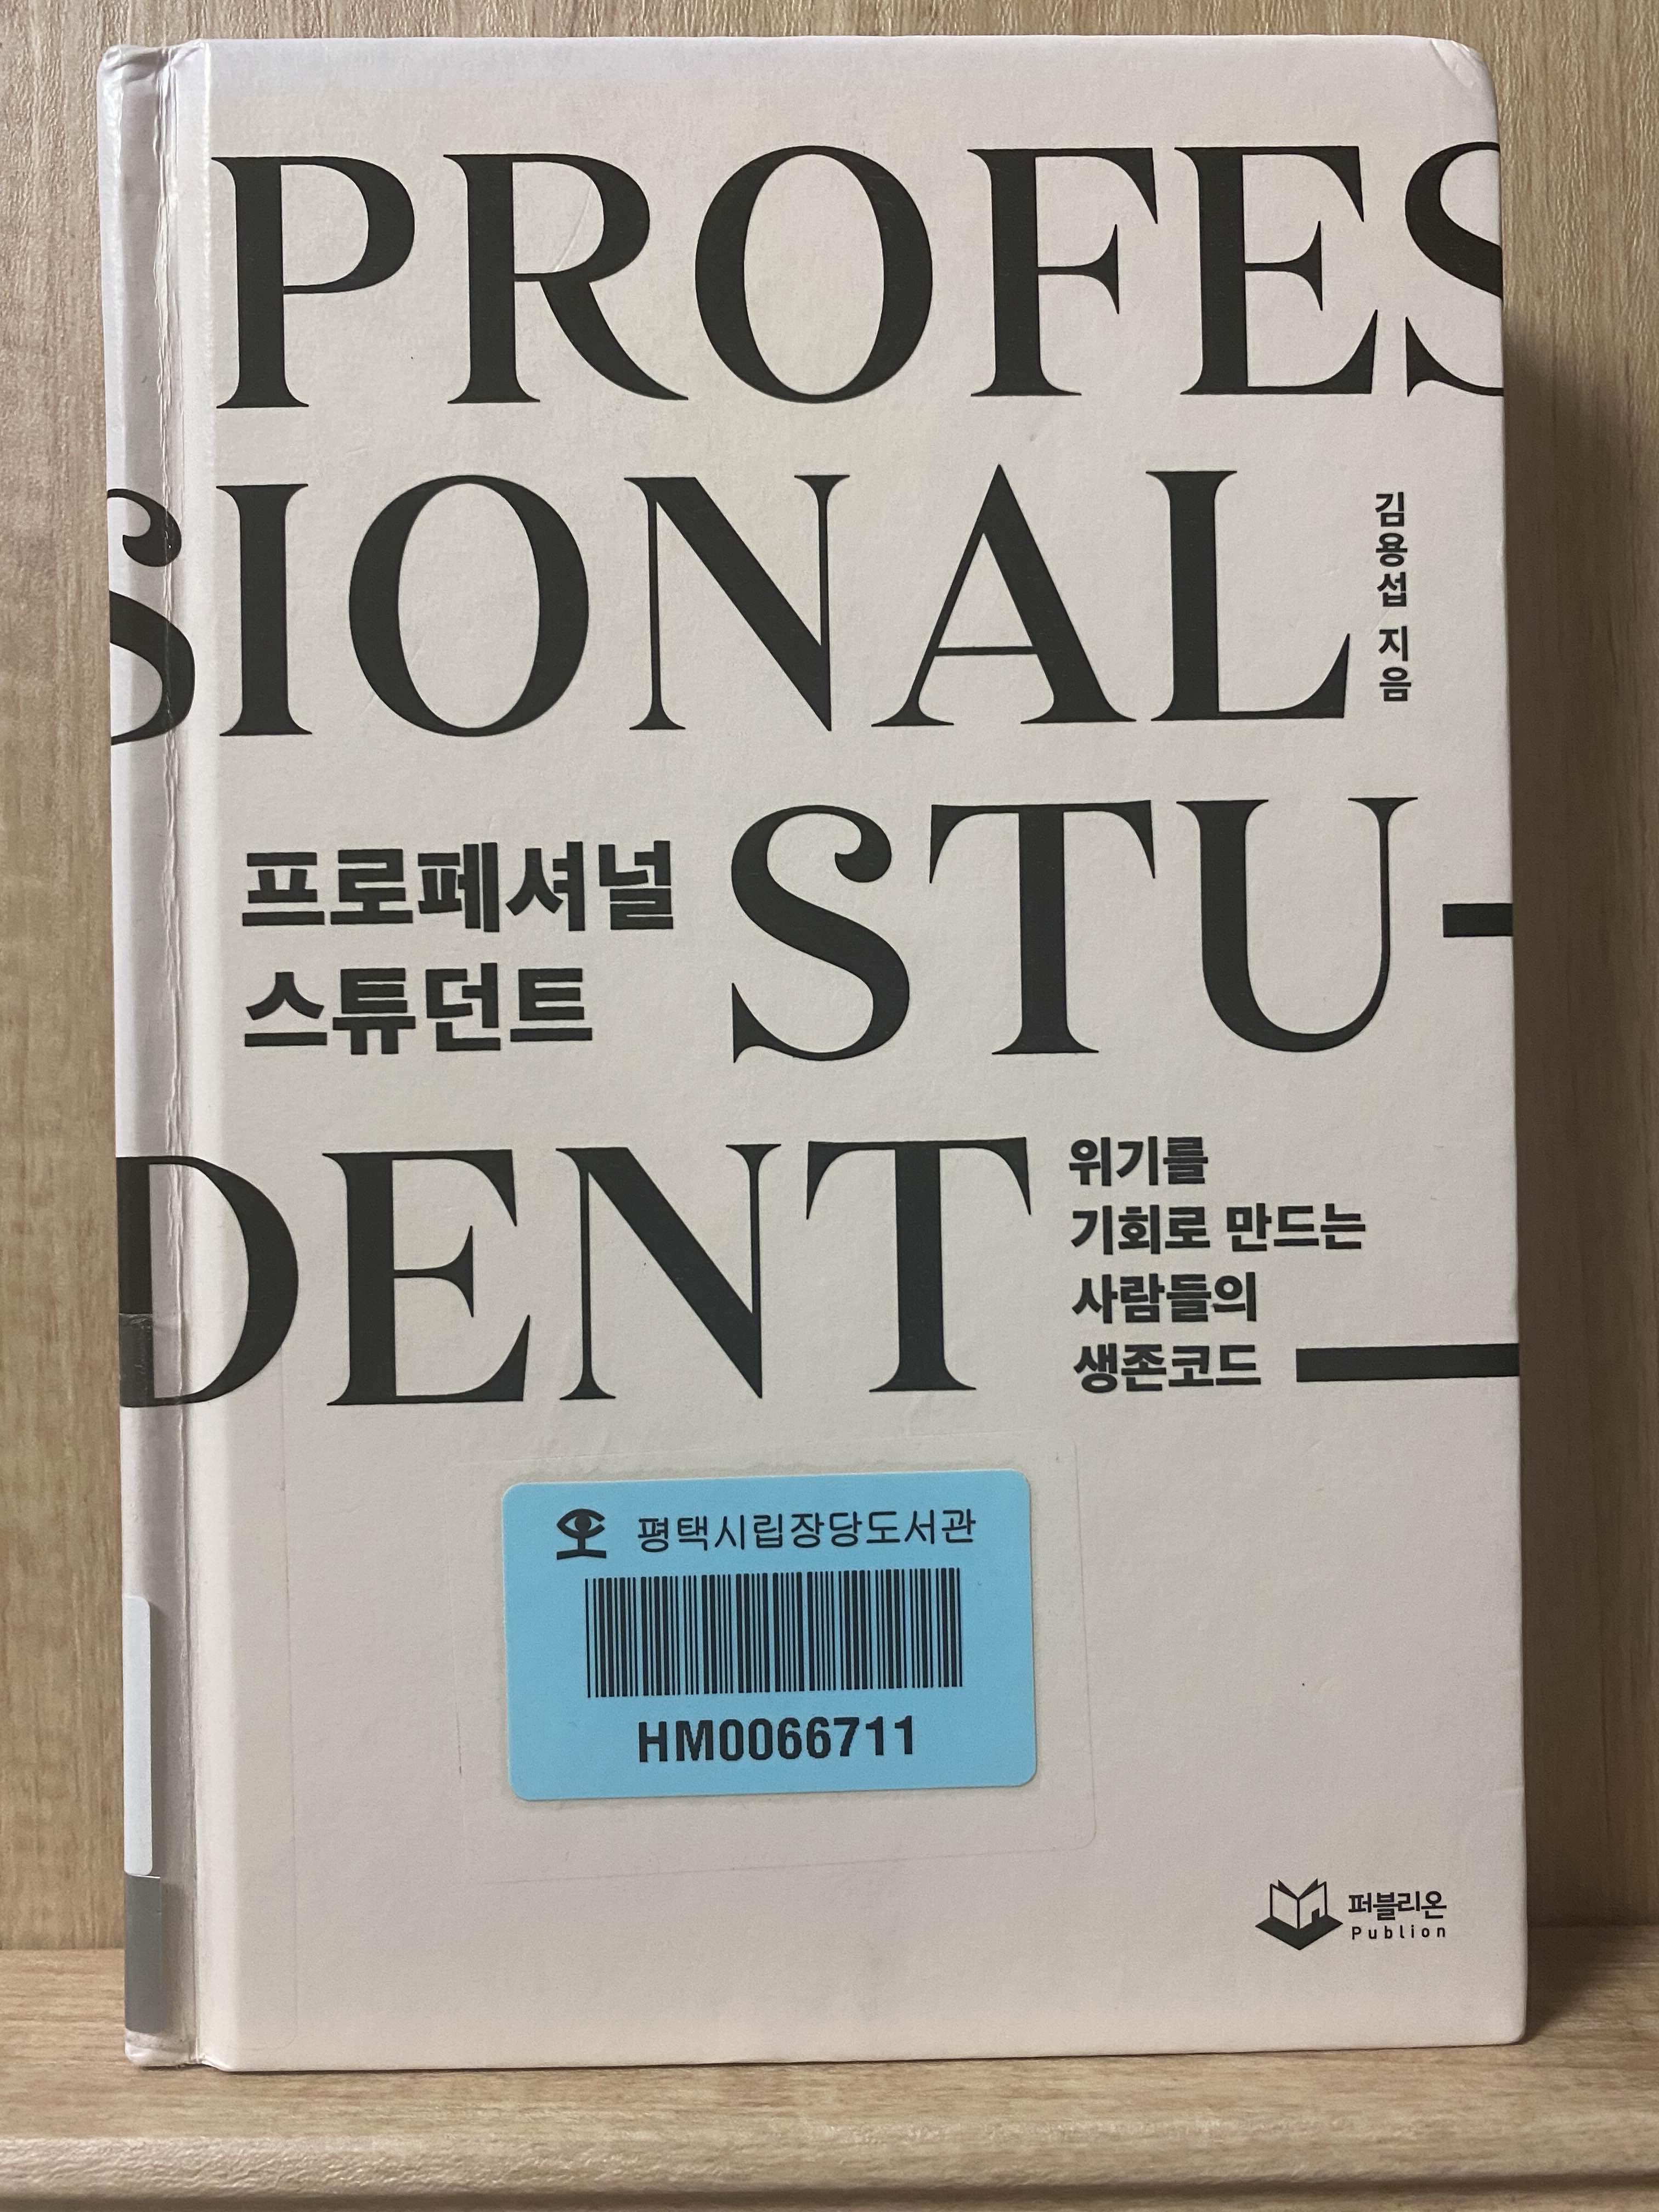 PROFES
SIONAL
김용섭 지음
프로페셔널
스튜던트
STU-
DENT
위기를
기회로 만드는
사람들의
생존코드
평택시립장당도서관
HM0066711
퍼블리온
Publion